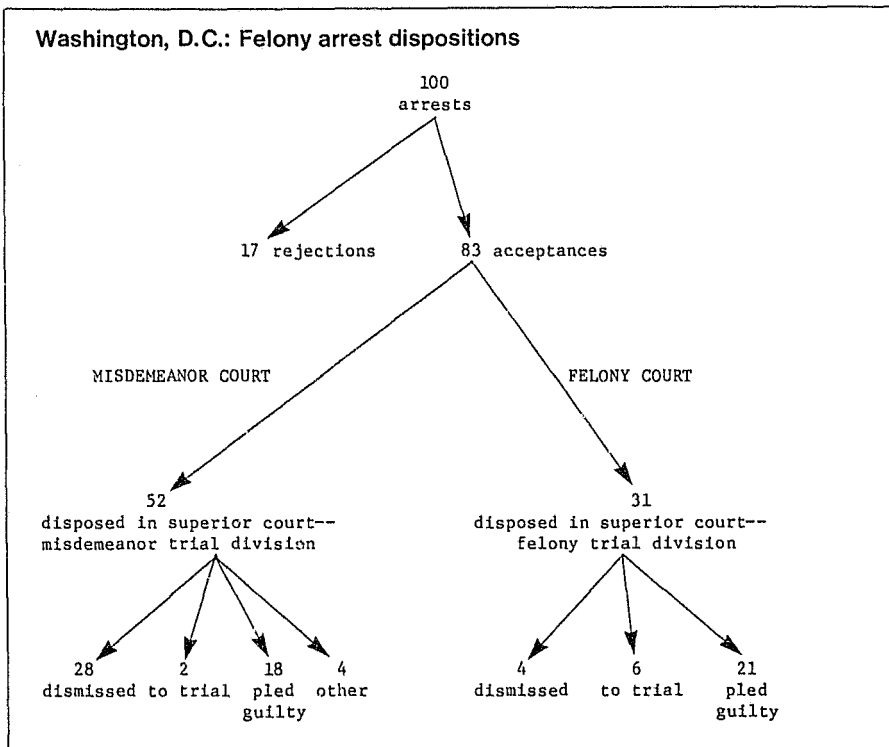 Washington, D.C.: Felony arrest dispositions
100
arrests
17 rejections
83 acceptances
MISDEMEANOR COURT
FELONY COURT
52
disposed in superior court--
misdemeanor trial division
31
disposed in superior court--
felony trial division
28 2 18 4
dismissed to trial pled other
guilty
4 6 21
dismissed to trial pled
guilty